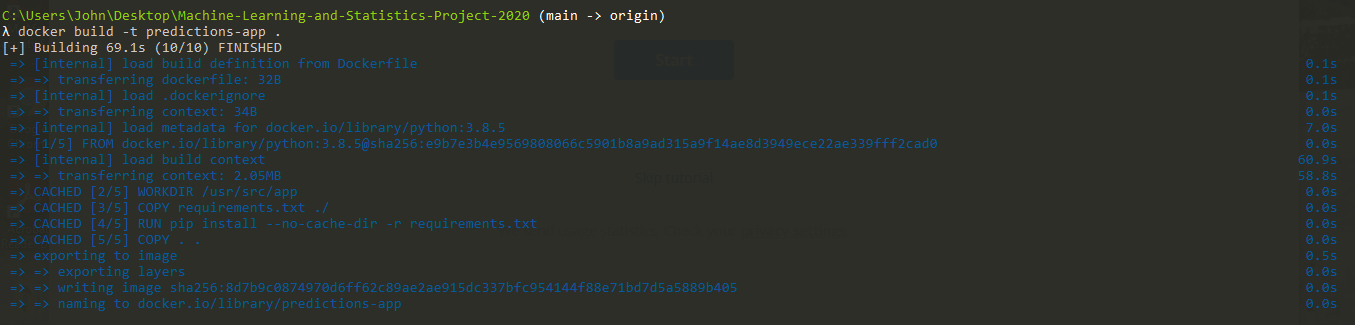 C:\Users\John\Desktop\Machine-Learning-and-Statistics-Project-2020 (main -> origin)
λ docker build -t predictions-app .
[+] Building 69.1s (10/10) FINISHED
=> [internal] load build definition from Dockerfile 0.1s
=> => transferring dockerfile: 32B 0.1s
=> [internal] load .dockerignore 0.1s
=> => transferring context: 34B 0.0s
=> [internal] load metadata for docker.io/library/python:3.8.5 7.0s
=> [1/5] FROM docker.io/library/python:3.8.5@sha256:e9b7e3b4e9569808066c5901b8a9ad315a9f14ae8d3949ece22ae339fff2cad0 0.0s
=> [internal] load build context 60.9s
=> => transferring context: 2.05MB 58.8s
=> CACHED [2/5] WORKDIR /usr/src/app 0.0s
=> CACHED [3/5] COPY requirements.txt ./ 0.0s
=> CACHED [4/5] RUN pip install --no-cache-dir -r requirements.txt 0.0s
=> CACHED [5/5] COPY . . 0.0s
=> exporting to image 0.5s
=> => exporting layers 0.0s
=> => writing image sha256:8d7b9c0874970d6ff62c89ae2ae915dc337bfc954144f88e71bd7d5a5889b405 0.0s
=> => naming to docker.io/library/predictions-app 0.0s
Start